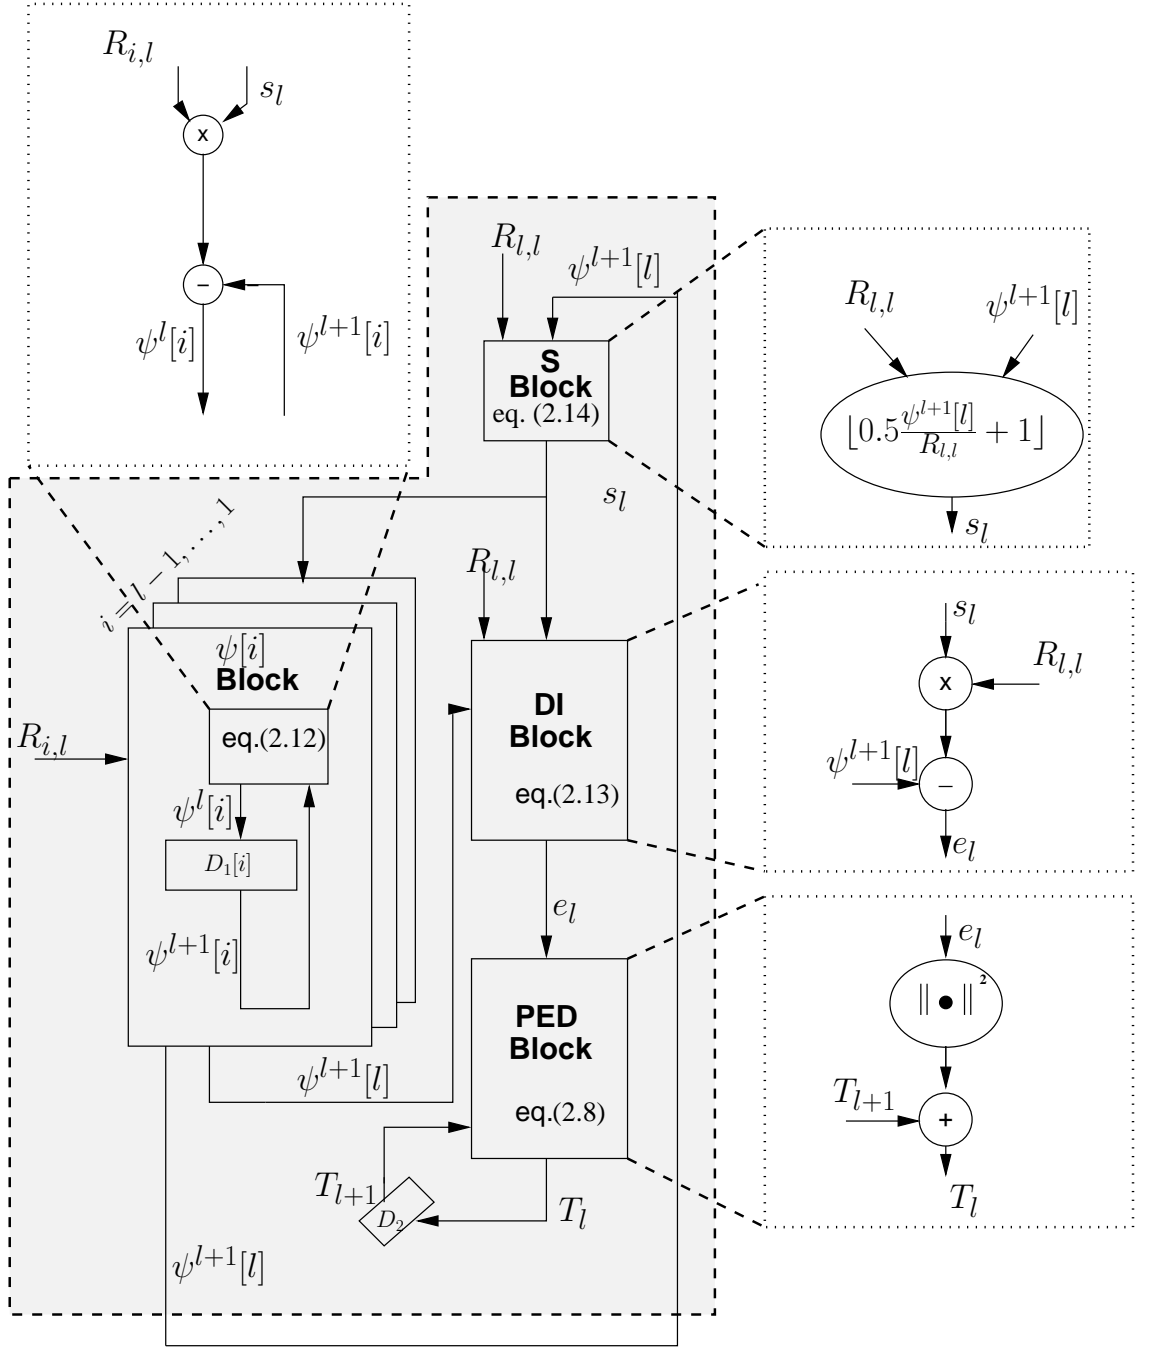 R_{i,l}
s_l
x
−
ψ^l[i]
ψ^{l+1}[i]
R_{l,l}
ψ^{l+1}[l]
S
Block
eq. (2.14)
s_l
R_{l,l}
ψ^{l+1}[l]
⌊0.5 \frac{ψ^{l+1}[l]}{R_{l,l}} + 1⌋
s_l
i = l − 1, . . . , 1
ψ[i]
Block
eq.(2.12)
R_{i,l}
ψ^l[i]
D_1[i]
ψ^{l+1}[i]
ψ^{l+1}[l]
R_{l,l}
DI
Block
eq.(2.13)
s_l
x
R_{l,l}
ψ^{l+1}[l]
−
e_l
e_l
PED
Block
eq.(2.8)
T_{l+1}
D_2
T_l
e_l
‖ • ‖^2
T_{l+1}
+
T_l
ψ^{l+1}[l]